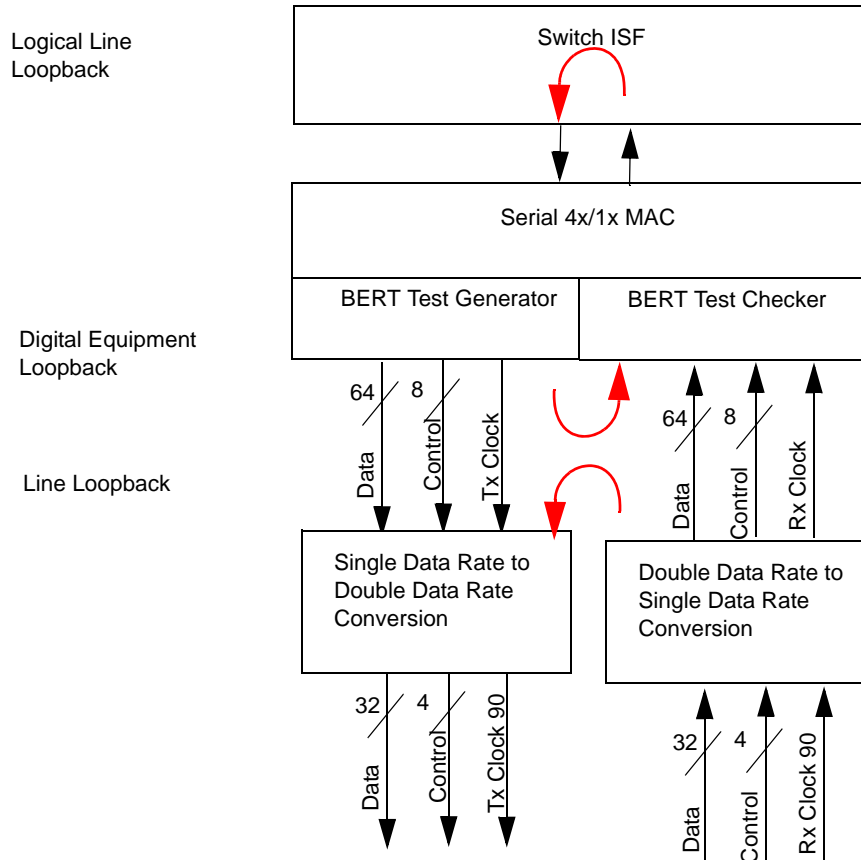 Logical Line
Loopback
Switch ISF
Serial 4x/1x MAC
BERT Test Generator
BERT Test Checker
Digital Equipment
Loopback
64
8
Data
Control
Tx Clock
64
8
Data
Control
Rx Clock
Line Loopback
Single Data Rate to
Double Data Rate
Conversion
Double Data Rate to
Single Data Rate
Conversion
32
4
Data
Control
Tx Clock 90
32
4
Data
Control
Rx Clock 90